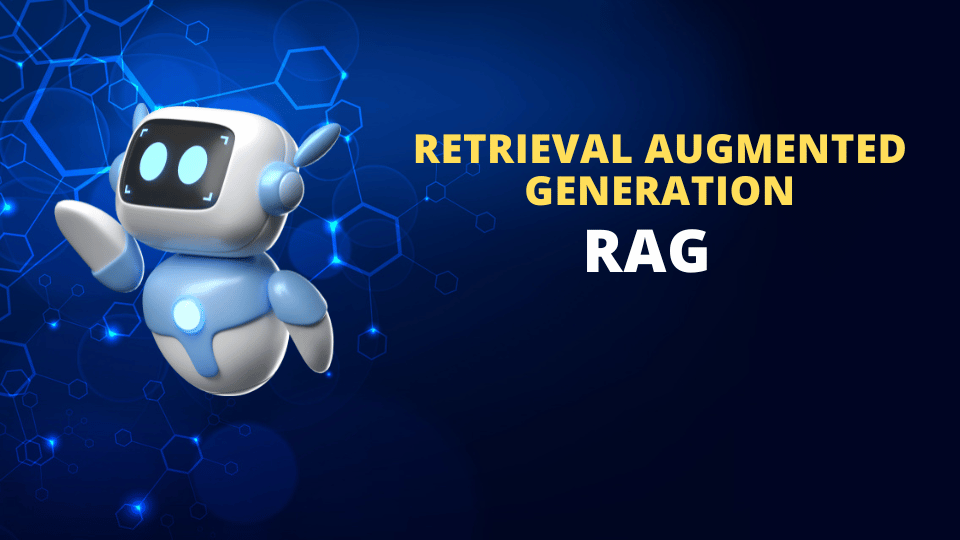 RETRIEVAL AUGMENTED
GENERATION
RAG